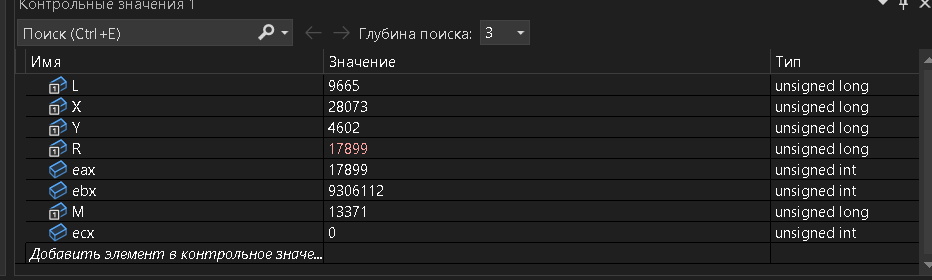 Контрольные значения 1
Поиск (Ctrl+E) Глубина поиска: 3
Имя Значение Тип
L 9665 unsigned long
X 28073 unsigned long
Y 4602 unsigned long
R 17899 unsigned long
eax 17899 unsigned int
ebx 9306112 unsigned int
M 13371 unsigned long
ecx 0 unsigned int
Добавить элемент в контрольное значе...